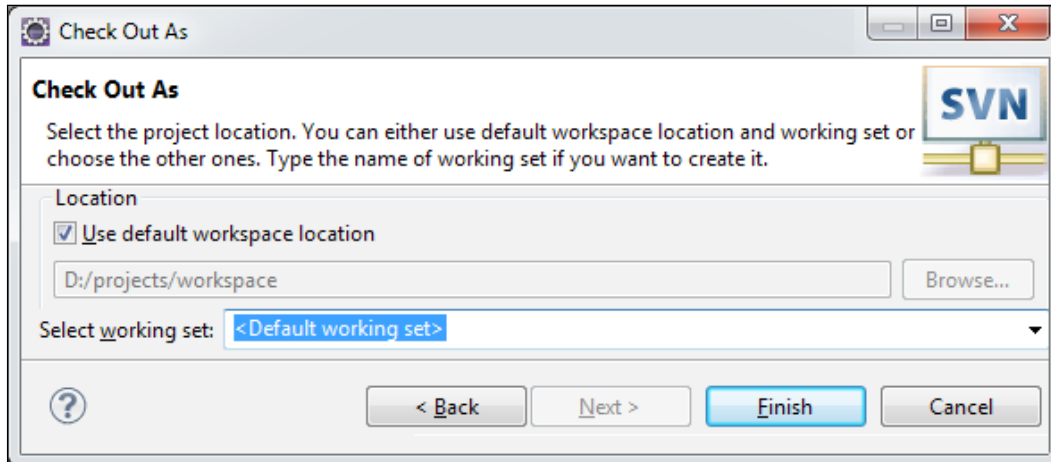 Check Out As
Check Out As
SVN
Select the project location. You can either use default workspace location and working set or
choose the other ones. Type the name of working set if you want to create it.
Location
Use default workspace location
D:/projects/workspace
Browse...
Select working set: <Default working set>
?
< Back Next > Finish Cancel